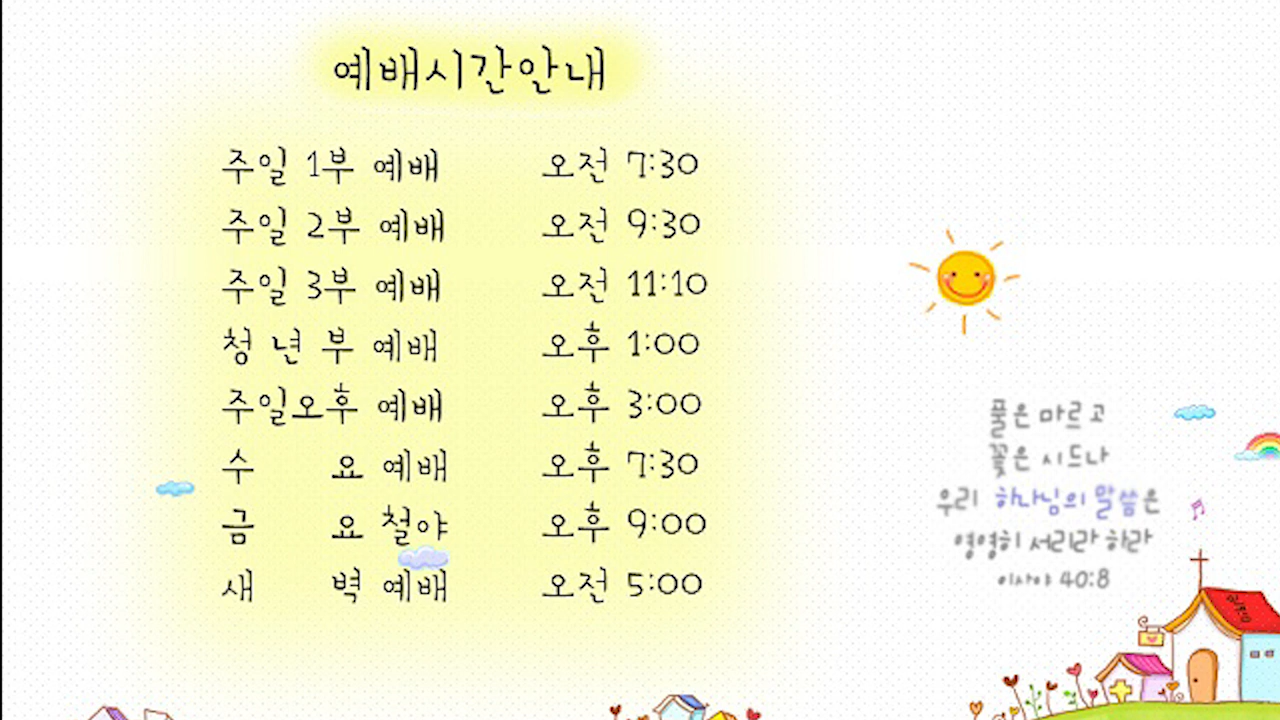 예배시간안내
주일 1부 예배 오전 7:30
주일 2부 예배 오전 9:30
주일 3부 예배 오전 11:10
청 년 부 예배 오후 1:00
주일오후 예배 오후 3:00
수 요 예배 오후 7:30
금 요 철야 오후 9:00
새 벽 예배 오전 5:00
풀은 마르고
꽃은 시드나
우리 하나님의 말씀은
영영히 서리라 하라
이사야 40:8